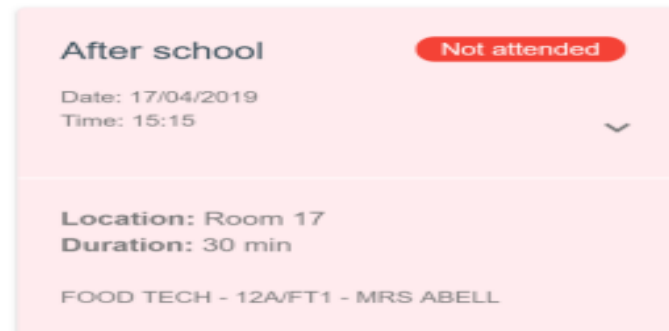 After school
Not attended
Date: 17/04/2019
Time: 15:15
Location: Room 17
Duration: 30 min
FOOD TECH - 12A/FT1 - MRS ABELL